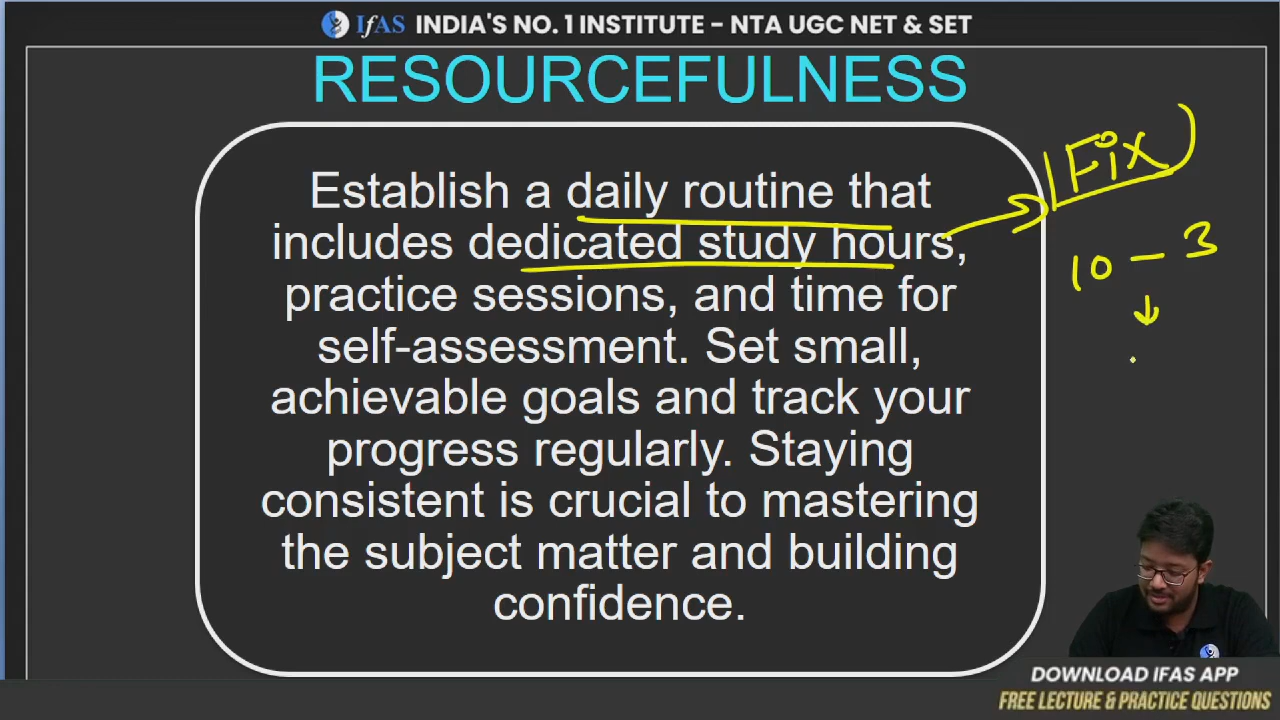 IfAS INDIA'S NO. 1 INSTITUTE – NTA UGC NET & SET
RESOURCEFULNESS
Establish a daily routine that
includes dedicated study hours,
practice sessions, and time for
self-assessment. Set small,
achievable goals and track your
progress regularly. Staying
consistent is crucial to mastering
the subject matter and building
confidence.
Fix
10 – 3
DOWNLOAD IFAS APP
FREE LECTURE & PRACTICE QUESTIONS